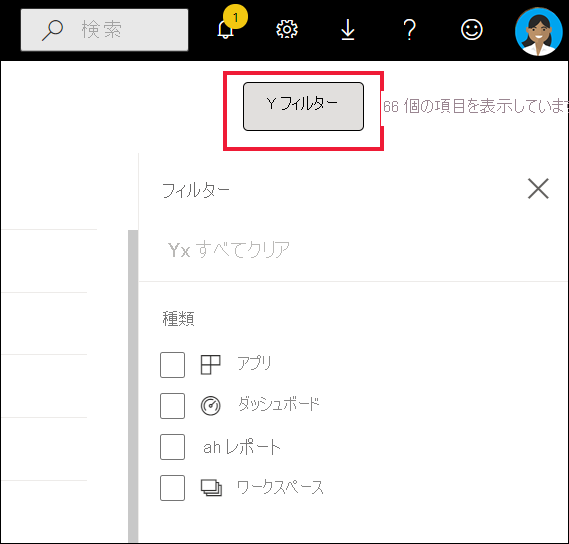 検索
1
Y フィルター
66 個の項目を表示しています
フィルター
Yx すべてクリア
種類
アプリ
ダッシュボード
ah レポート
ワークスペース